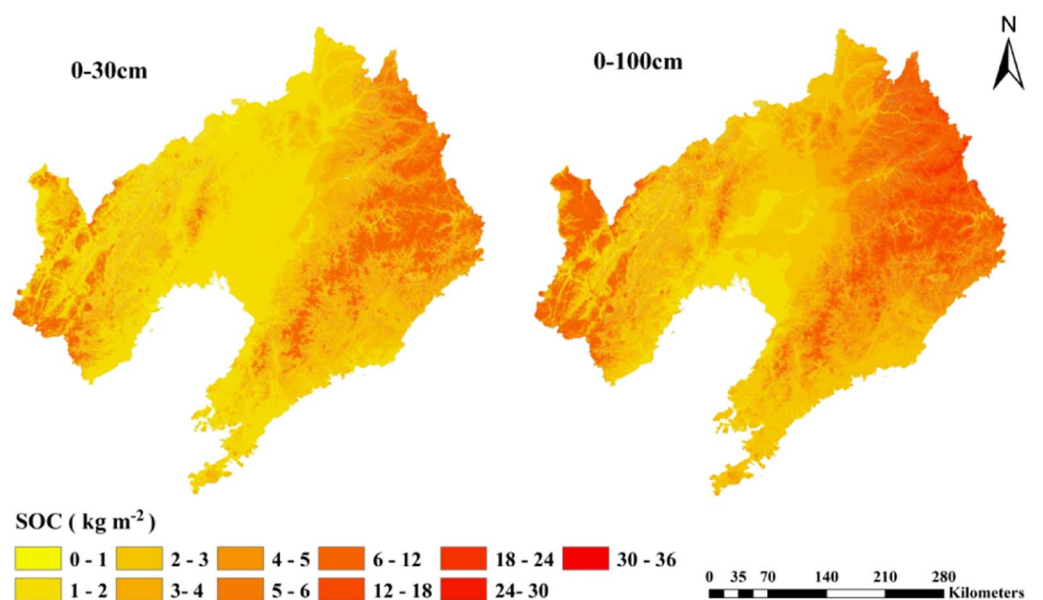 N
0-30cm
0-100cm
SOC ( kg m-2 )
0 - 1
2 - 3
4 - 5
6 - 12
18 - 24
30 - 36
1 - 2
3- 4
5 - 6
12 - 18
24- 30
0 35 70 140 210 280
Kilometers